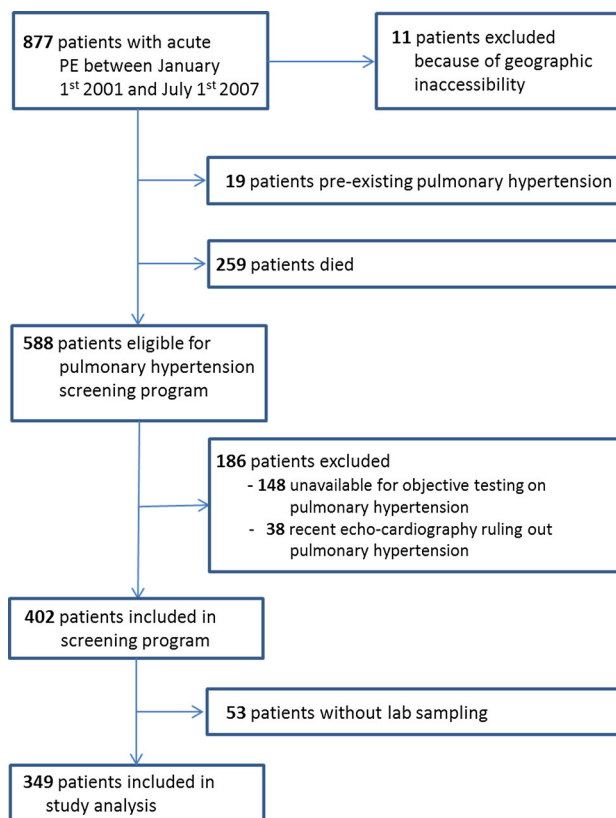 877 patients with acute
PE between January
1st 2001 and July 1st 2007
11 patients excluded
because of geographic
inaccessibility
19 patients pre-existing pulmonary hypertension
259 patients died
588 patients eligible for
pulmonary hypertension
screening program
186 patients excluded
- 148 unavailable for objective testing on
pulmonary hypertension
- 38 recent echo-cardiography ruling out
pulmonary hypertension
402 patients included in
screening program
53 patients without lab sampling
349 patients included in
study analysis